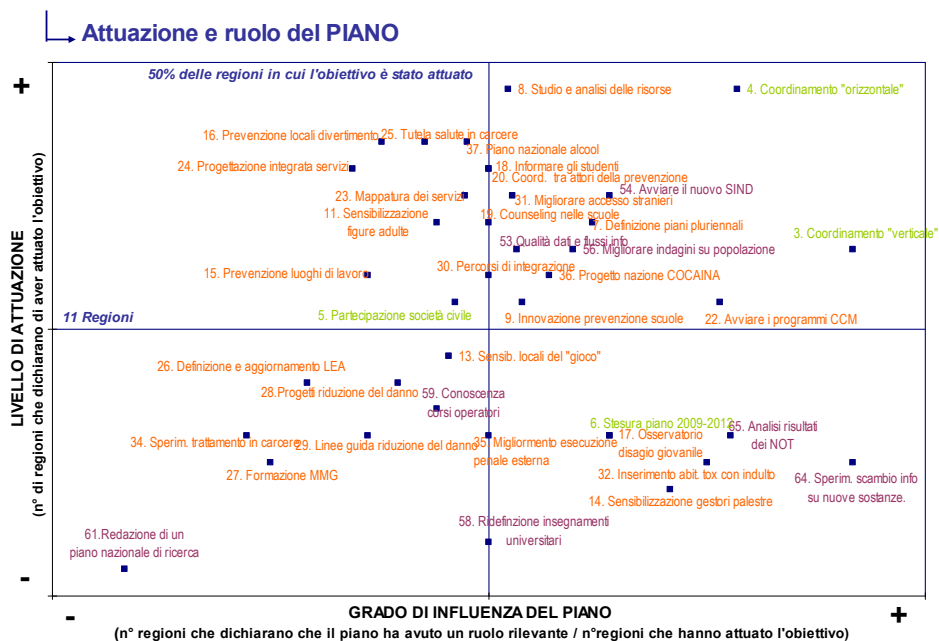 Attuazione e ruolo del PIANO
+
50% delle regioni in cui l'obiettivo è stato attuato
8. Studio e analisi delle risorse
4. Coordinamento "orizzontale"
16. Prevenzione locali divertimento
25. Tutela salute in carcere
37. Piano nazionale alcool
24. Progettazione integrata servizi
18. Informare gli studenti
20. Coord. tra attori della prevenzione
54. Avviare il nuovo SIND
23. Mappatura dei servizi
31. Migliorare accesso stranieri
11. Sensibilizzazione
figure adulte
19. Counseling nelle scuole
7. Definizione piani pluriennali
3. Coordinamento "verticale"
53.Qualità dati e flussi info
56. Migliorare indagini su popolazione
30. Percorsi di integrazione
15. Prevenzione luoghi di lavoro
36. Progetto nazione COCAINA
11 Regioni
5. Partecipazione società civile
9. Innovazione prevenzione scuole
22. Avviare i programmi CCM
LIVELLO DI ATTUAZIONE
(n° di regioni che dichiarano di aver attuato l'obiettivo)
13. Sensib. locali del "gioco"
26. Definizione e aggiornamento LEA
28.Progetti riduzione del danno
59. Conoscenza
corsi operatori
6. Stesura piano 2009-2012
65. Analisi risultati
dei NOT
34. Sperim. trattamento in carcere
29. Linee guida riduzione del danno
35. Migliormento esecuzione
penale esterna
17. Osservatorio
disagio giovanile
27. Formazione MMG
32. Inserimento abit. tox con indulto
64. Sperim. scambio info
su nuove sostanze.
14. Sensibilizzazione gestori palestre
58. Ridefinzione insegnamenti
universitari
61.Redazione di un
piano nazionale di ricerca
-
-
GRADO DI INFLUENZA DEL PIANO
+
(n° regioni che dichiarano che il piano ha avuto un ruolo rilevante / n°regioni che hanno attuato l'obiettivo)